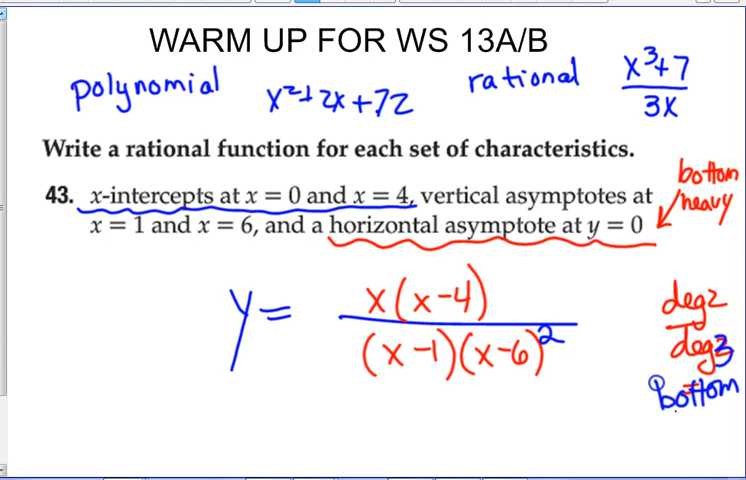 WARM UP FOR WS 13A/B
polynomial x²+2x+72 rational x³+7/3x
Write a rational function for each set of characteristics.
bottom heavy
43. x-intercepts at x = 0 and x = 4, vertical asymptotes at
x = 1 and x = 6, and a horizontal asymptote at y = 0
y = x(x-4)/(x-1)(x-6)²
deg2
deg3
bottom